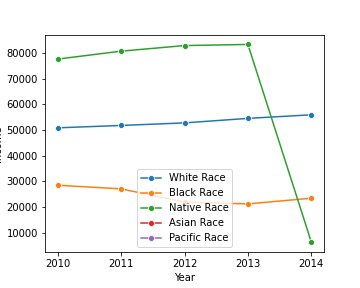 80000
70000
60000
50000
40000
30000
20000
10000
White Race
Black Race
Native Race
Asian Race
Pacific Race
2010 2011 2012 2013 2014
Year